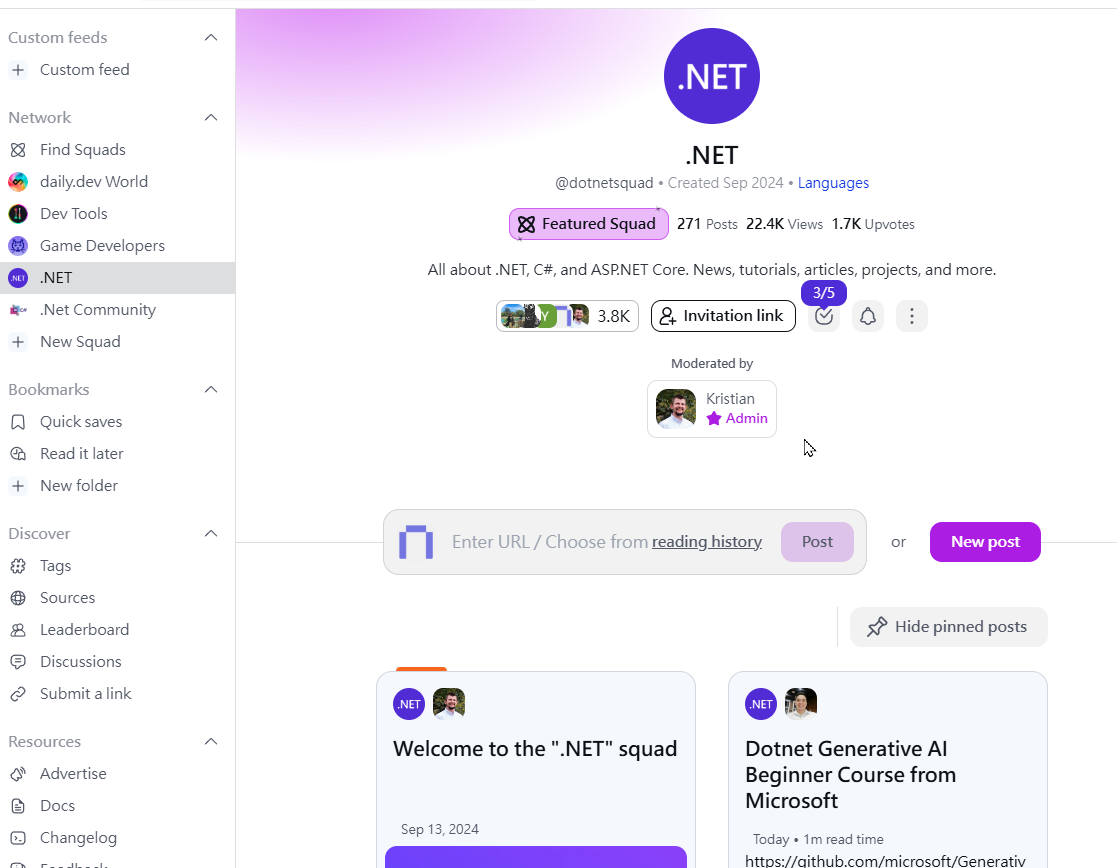 Custom feeds
Custom feed
Network
Find Squads
daily.dev World
Dev Tools
Game Developers
.NET
.Net Community
New Squad
Bookmarks
Quick saves
Read it later
New folder
Discover
Tags
Sources
Leaderboard
Discussions
Submit a link
Resources
Advertise
Docs
Changelog
Feedback
.NET
.NET
@dotnetsquad • Created Sep 2024 • Languages
Featured Squad 271 Posts 22.4K Views 1.7K Upvotes
All about .NET, C#, and ASP.NET Core. News, tutorials, articles, projects, and more.
3/5
Y 3.8K Invitation link
Moderated by
Kristian
Admin
Enter URL / Choose from reading history Post or New post
Hide pinned posts
.NET
Welcome to the ".NET" squad
Sep 13, 2024
.NET
Dotnet Generative AI
Beginner Course from
Microsoft
Today • 1m read time
https://github.com/microsoft/Generativ